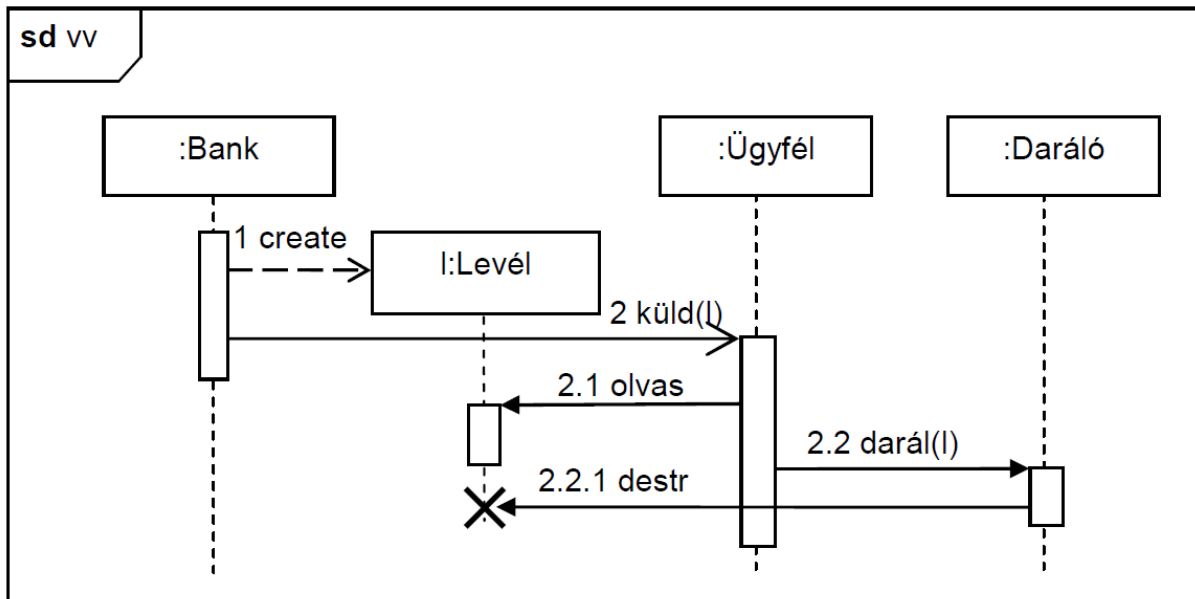 sd vv
:Bank
:Ügyfél
:Daráló
1 create
l:Levél
2 küld(l)
2.1 olvas
2.2 darál(l)
2.2.1 destr